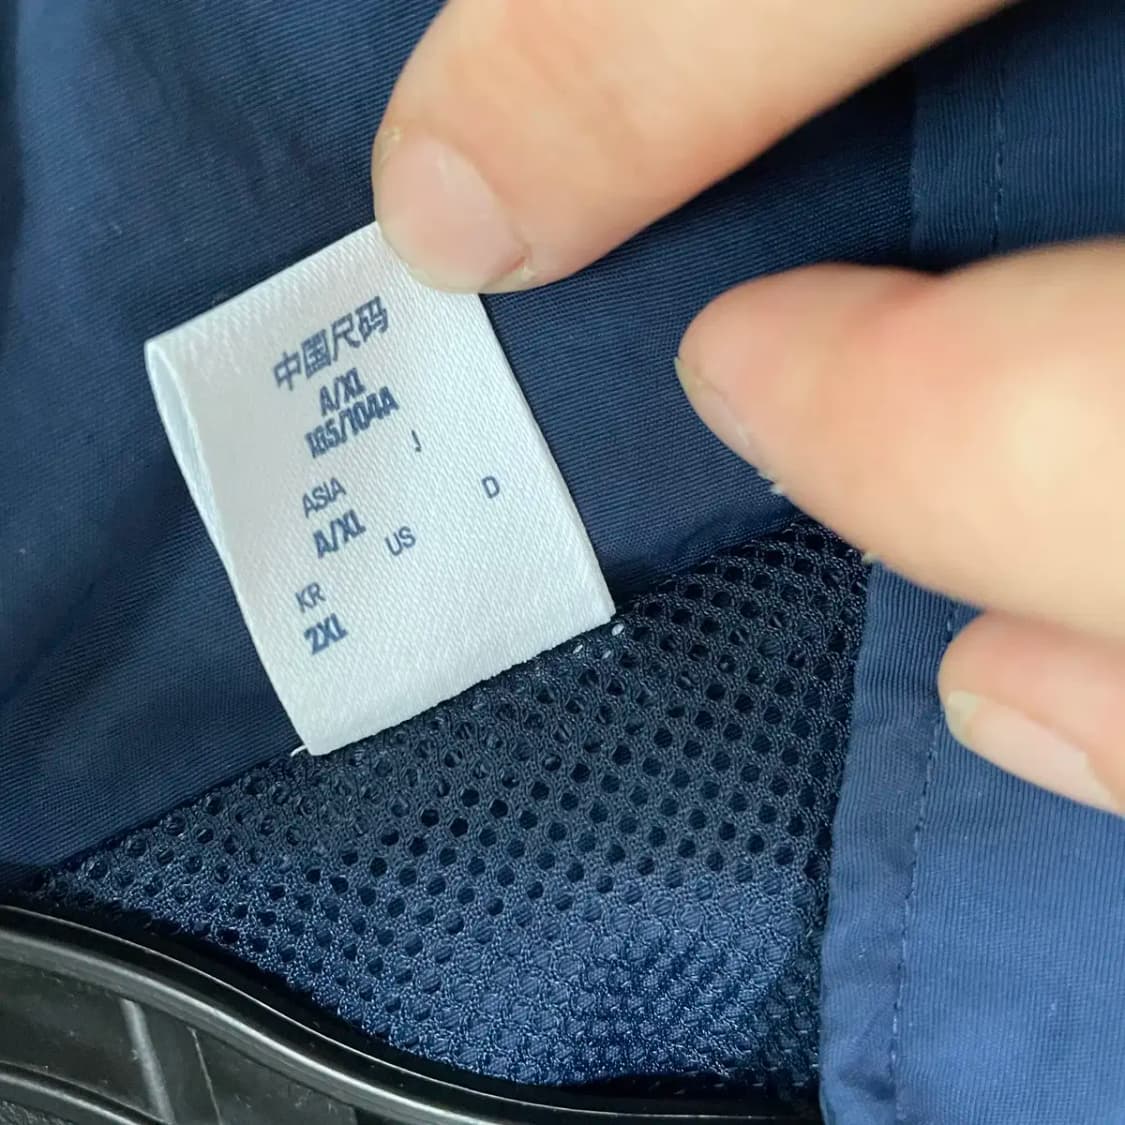 中国尺码
A/XL
185/104A
J
ASIA
D
A/XL
US
KR
2XL